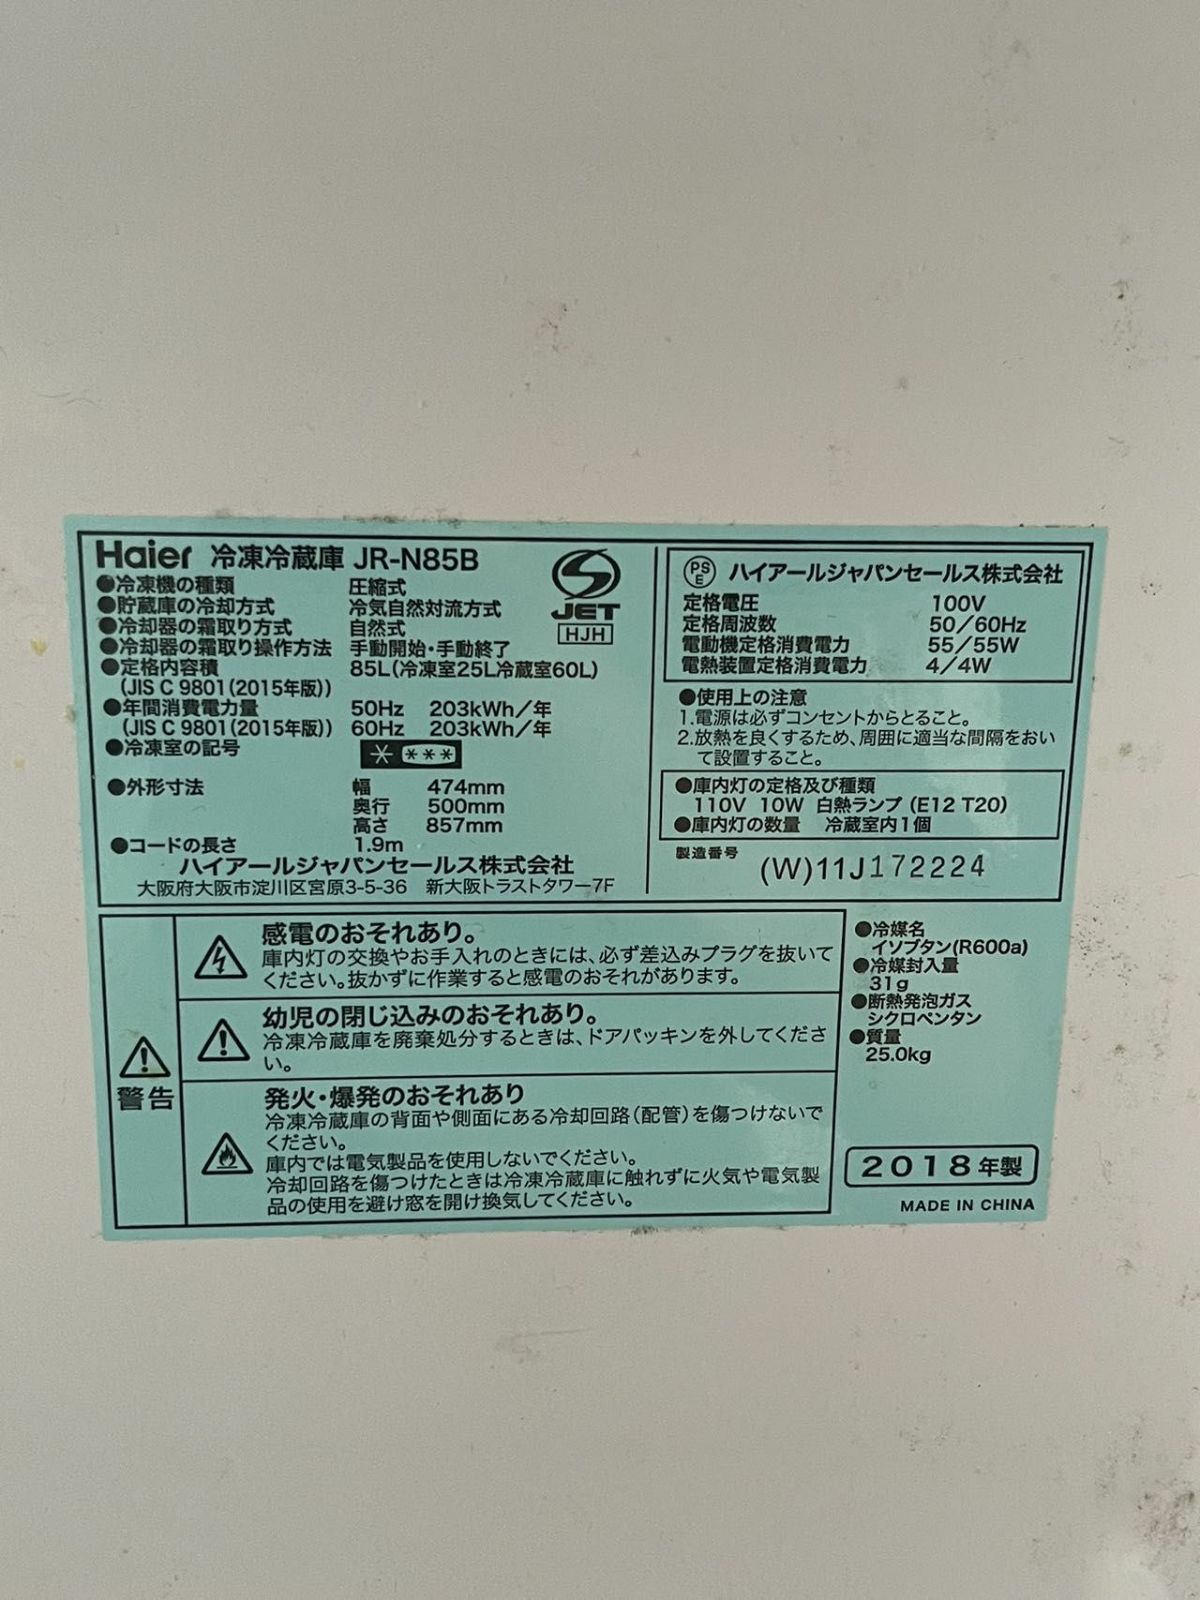 Haier 冷凍冷蔵庫 JR-N85B
●冷凍機の種類 圧縮式
●貯蔵庫の冷却方式 冷気自然対流方式
●冷却器の霜取り方式 自然式
●冷却器の霜取り操作方法 手動開始・手動終了
●定格内容積 85L(冷凍室25L冷蔵室60L)
(JIS C 9801(2015年版))
●年間消費電力量 50Hz 203kWh/年
(JIS C 9801(2015年版)) 60Hz 203kWh/年
●冷凍室の記号 * ***
●外形寸法 幅 474mm
奥行 500mm
高さ 857mm
●コードの長さ 1.9m
ハイアールジャパンセールス株式会社
大阪府大阪市淀川区宮原3-5-36 新大阪トラストタワー7F
JET
HJH
PSE ハイアールジャパンセールス株式会社
定格電圧 100V
定格周波数 50/60Hz
電動機定格消費電力 55/55W
電熱装置定格消費電力 4/4W
●使用上の注意
1.電源は必ずコンセントからとること。
2.放熱を良くするため、周囲に適当な間隔をおい
て設置すること。
●庫内灯の定格及び種類
110V 10W 白熱ランプ (E12 T20)
●庫内灯の数量 冷蔵室内1個
製造番号 (W)11J172224
警告
感電のおそれあり。
庫内灯の交換やお手入れのときには、必ず差込みプラグを抜いて
ください。抜かずに作業すると感電のおそれがあります。
幼児の閉じ込みのおそれあり。
冷凍冷蔵庫を廃棄処分するときは、ドアパッキンを外してくださ
い。
発火・爆発のおそれあり
冷凍冷蔵庫の背面や側面にある冷却回路(配管)を傷つけないで
ください。
庫内では電気製品を使用しないでください。
冷却回路を傷つけたときは冷凍冷蔵庫に触れずに火気や電気製
品の使用を避け窓を開け換気してください。
●冷媒名
イソブタン(R600a)
●冷媒封入量
31g
●断熱発泡ガス
シクロペンタン
●質量
25.0kg
2018年製
MADE IN CHINA